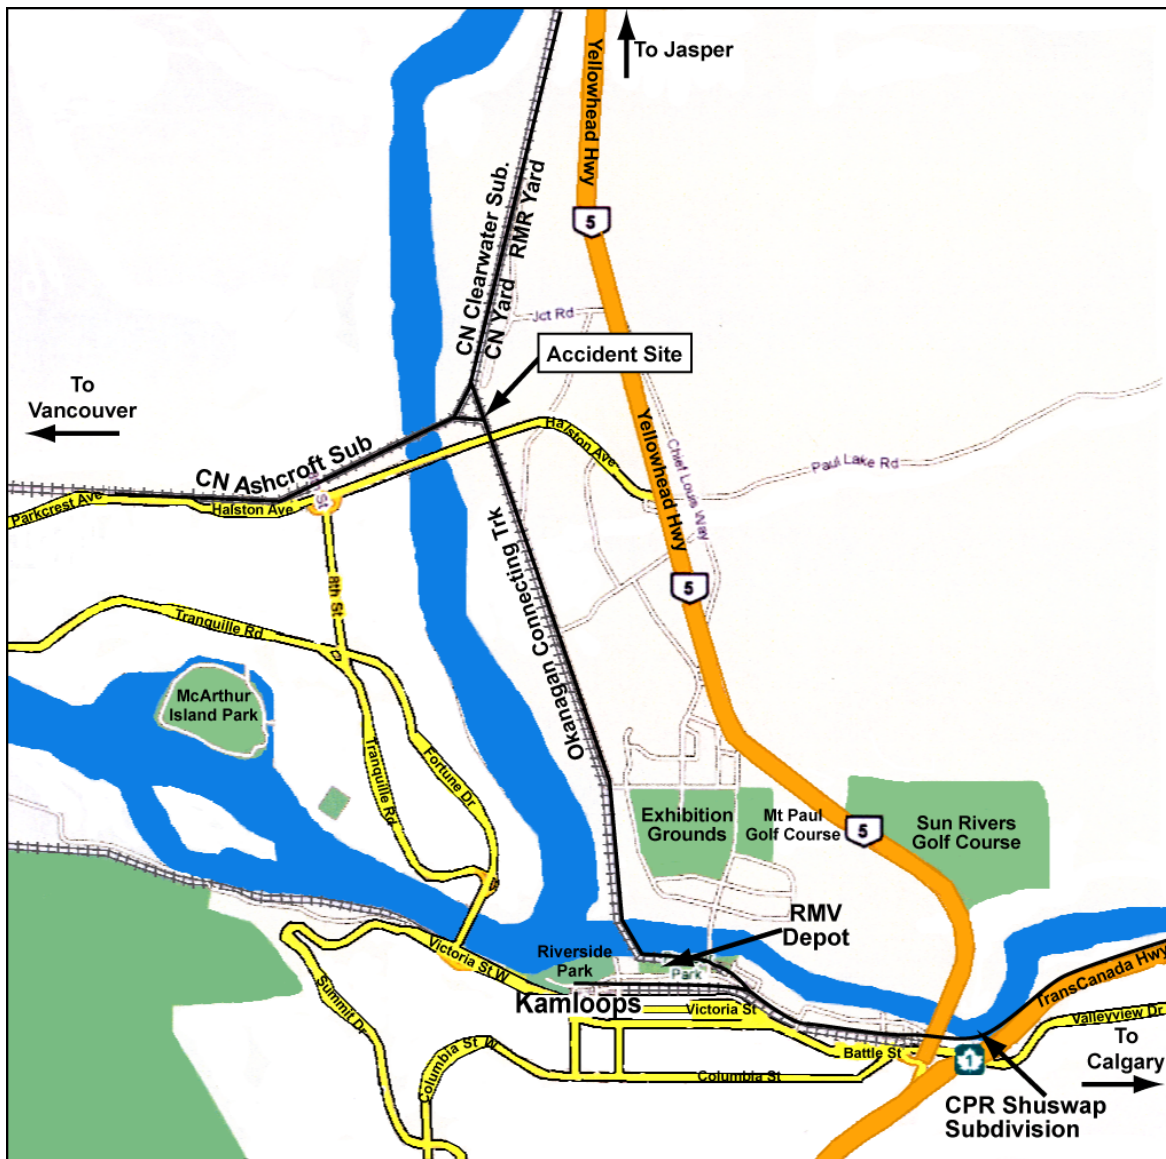 To Jasper
Yellowhead Hwy
5
CN Clearwater Sub.
CN Yard RMR Yard
Jct Rd
Accident Site
To
Vancouver
CN Ashcroft Sub
Halston Ave
Yellowhead Hwy
Chief Louis Way
Paul Lake Rd
Parkcrest Ave
Halston Ave
St
8th St
Okanagan Connecting Trk
5
Tranquille Rd
McArthur
Island Park
Tranquille Rd
Fortune Dr
Exhibition
Grounds
Mt Paul
Golf Course
5
Sun Rivers
Golf Course
RMV
Depot
Riverside
Park
Park
Victoria St W
Kamloops
Victoria St
Summit Dr
Columbia St W
Columbia St
Battle St
1
TransCanada Hwy
Valleyview Dr
To
Calgary
CPR Shuswap
Subdivision